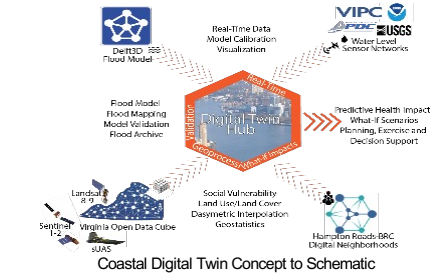 VIPC
APDC
USGS
Real-Time Data
Model Calibration
Visualization
Delft3D
Flood Model
Water Level
Sensor Networks
Real-Time
Flood Model
Flood Mapping
Model Validation
Flood Archive
Validation
Digital Twin
Hub
Predictive Health Impact
What-If Scenarios
Planning, Exercise and
Decision Support
Geoprocess
What-If Impacts
Landsat
8-9
Sentinel
1-2
sUAS
Virginia Open Data Cube
Social Vulnerability
Land Use/Land Cover
Dasymetric Interpolation
Geostatistics
Hampton Roads-BRC
Digital Neighborhoods
Coastal Digital Twin Concept to Schematic